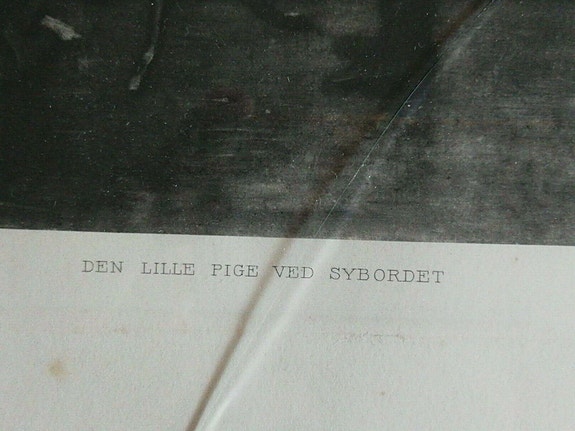 DEN LILLE PIGE VED SYBORDET